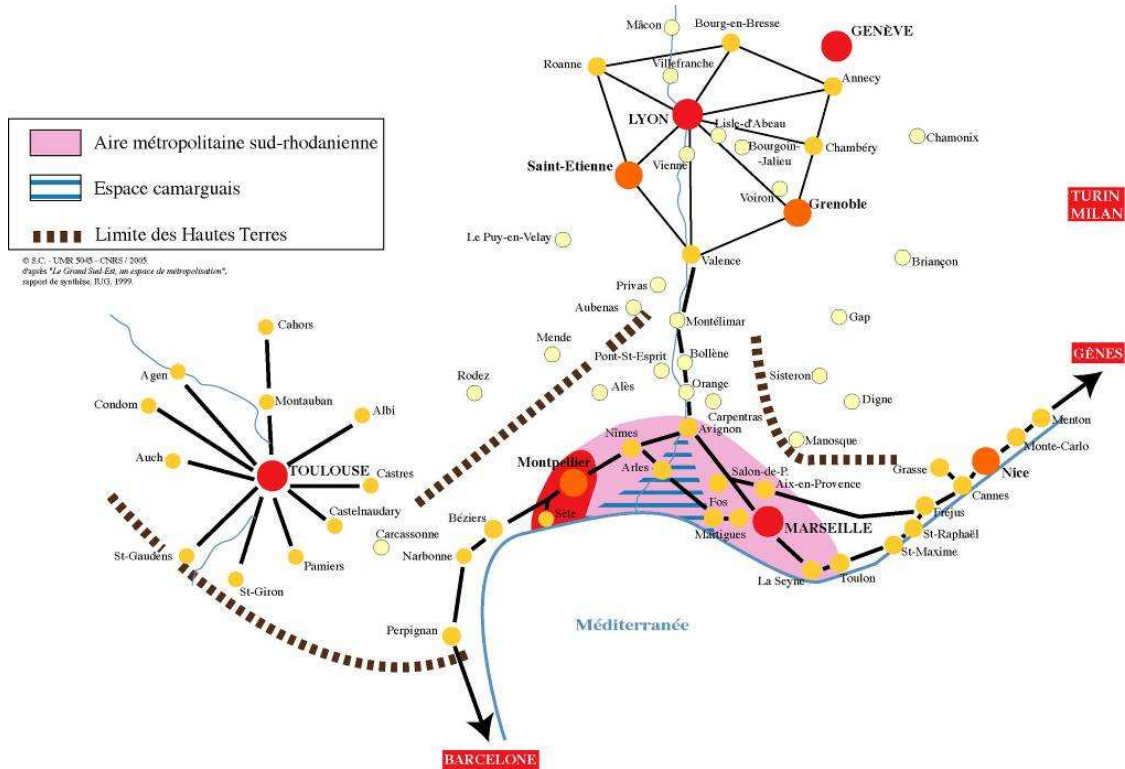 Mâcon
Bourg-en-Bresse
GENÈVE
Roanne
Villefranche
Annecy
LYON
Lisle-d'Abeau
Bourgoin-
-Jalieu
Chamonix
Chambéry
Saint-Etienne
Vienne
Voiron
Grenoble
TURIN
MILAN
Aire métropolitaine sud-rhodanienne
Espace camarguais
Limite des Hautes Terres
© S.C. - UMR 5045 - CNRS / 2005.
d'après "Le Grand Sud-Est, un espace de métropolisation",
rapport de synthèse, IUG, 1999.
Le Puy-en-Velay
Valence
Briançon
Privas
Aubenas
Montélimar
Gap
Cahors
Mende
Pont-St-Esprit
Bollène
Sisteron
GÊNES
Agen
Rodez
Alès
Orange
Digne
Condom
Montauban
Albi
Carpentras
Avignon
Menton
Monte-Carlo
Auch
TOULOUSE
Nîmes
Manosque
Montpellier
Arles
Salon-de-P.
Aix-en-Provence
Grasse
Nice
Castres
Cannes
Castelnaudary
Béziers
Sète
Fos
Martigues
MARSEILLE
Fréjus
St-Raphaël
St-Maxime
Carcassonne
Narbonne
St-Gaudens
Pamiers
St-Giron
La Seyne
Toulon
Perpignan
Méditerranée
BARCELONE